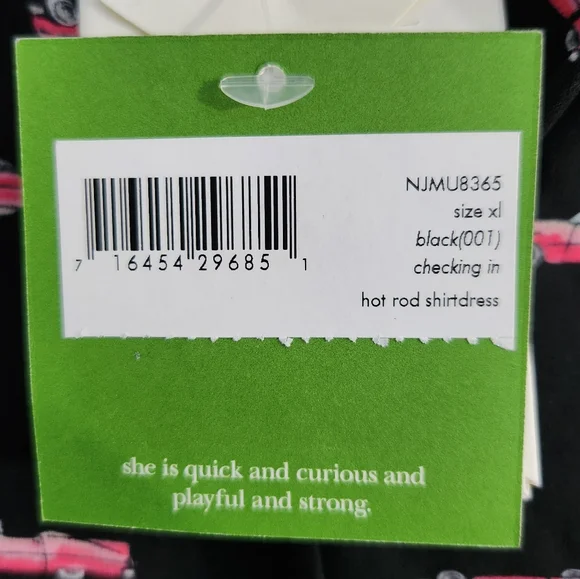 NJMU8365
size xl
black(001)
checking in
hot rod shirtdress
7 16454 29685 1
she is quick and curious and
playful and strong.